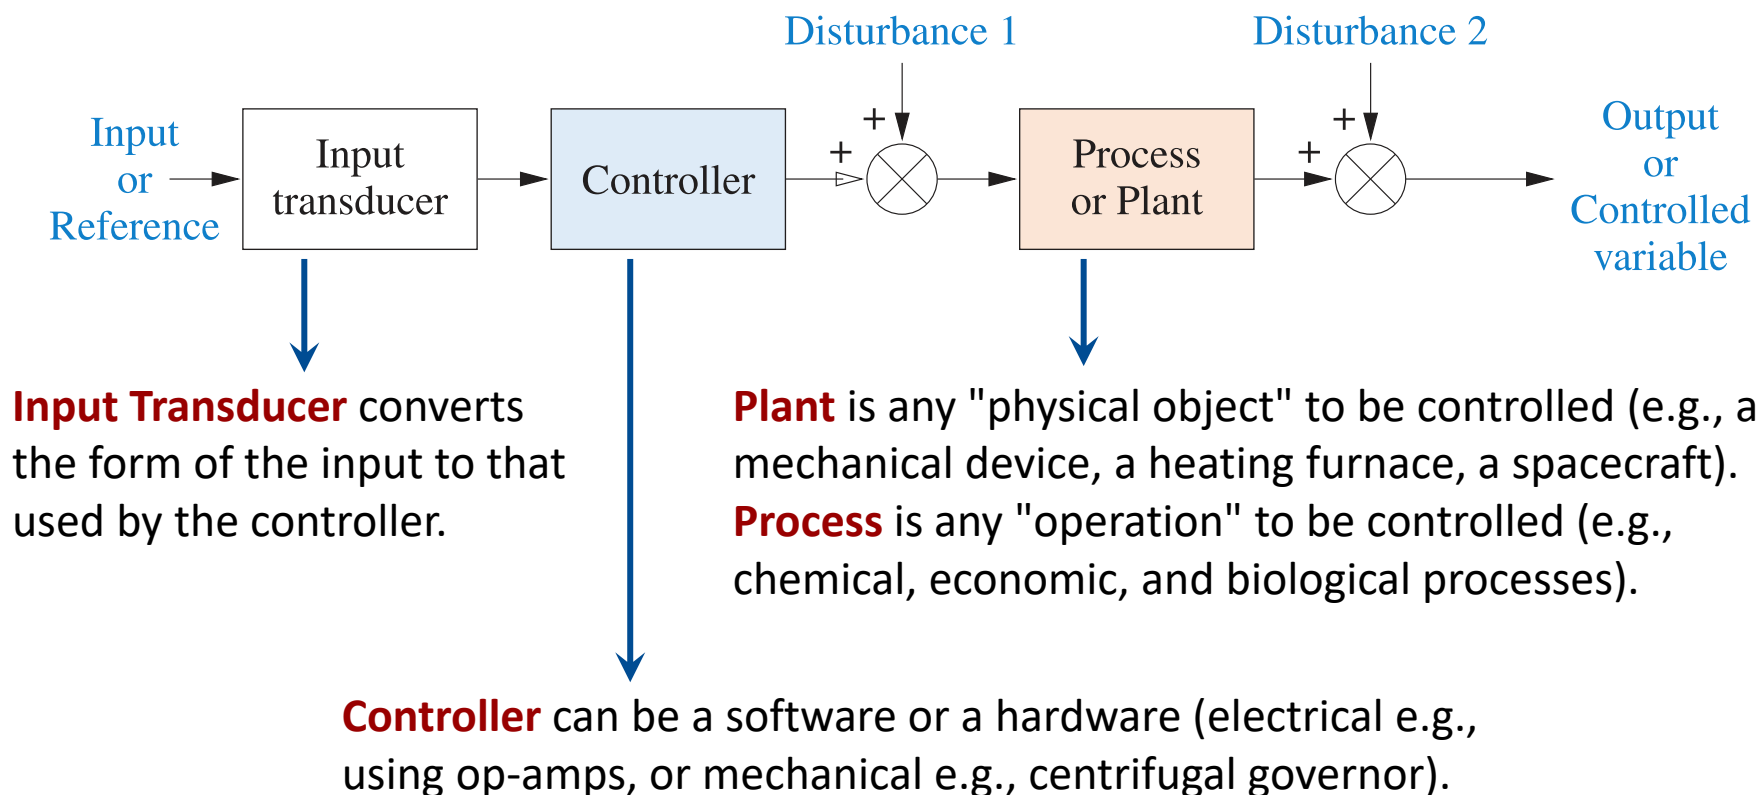 Disturbance 1
Disturbance 2
Input
or
Reference
Input
transducer
Controller
+
+
Process
or Plant
+
+
Output
or
Controlled
variable
Input Transducer converts
the form of the input to that
used by the controller.
Plant is any "physical object" to be controlled (e.g., a
mechanical device, a heating furnace, a spacecraft).
Process is any "operation" to be controlled (e.g.,
chemical, economic, and biological processes).
Controller can be a software or a hardware (electrical e.g.,
using op-amps, or mechanical e.g., centrifugal governor).